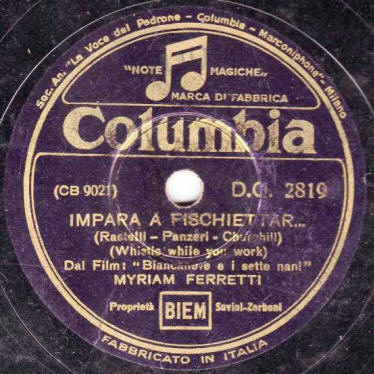 Soc. An. "La Voce del Padrone - Columbia - Marconiphone" - Milano
"NOTE MAGICHE"
MARCA DI FABBRICA
Columbia
(CB 9021) D.Q. 2819
IMPARA A FISCHIETTAR...
(Rastelli - Panzeri - Churchill)
(Whistle while you work)
Dal Film: "Biancaneve e i sette nani"
MYRIAM FERRETTI
Proprietà BIEM Suvini-Zerboni
FABBRICATO IN ITALIA